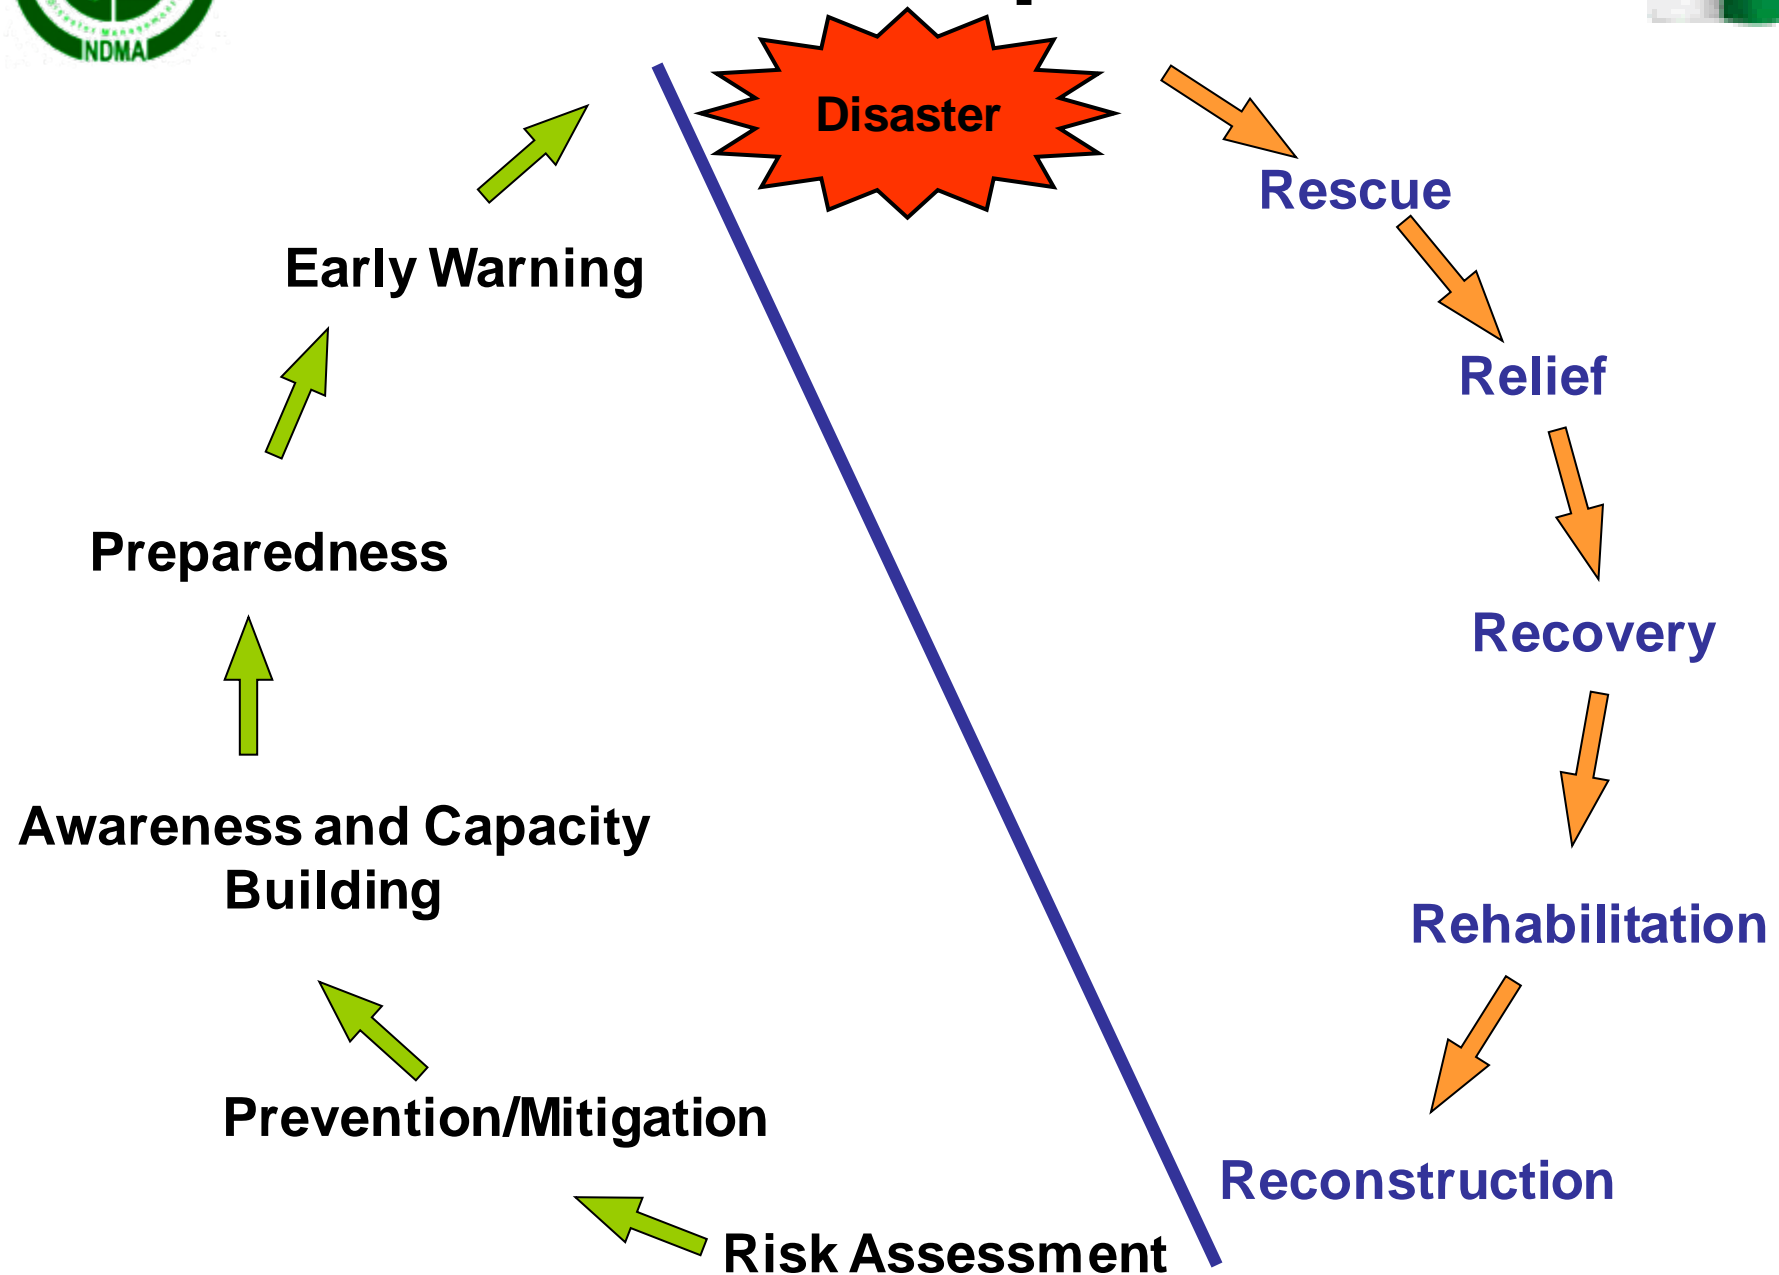 NDMA
Disaster
Rescue
Early Warning
Relief
Preparedness
Recovery
Awareness and Capacity
Building
Rehabilitation
Prevention/Mitigation
Reconstruction
Risk Assessment